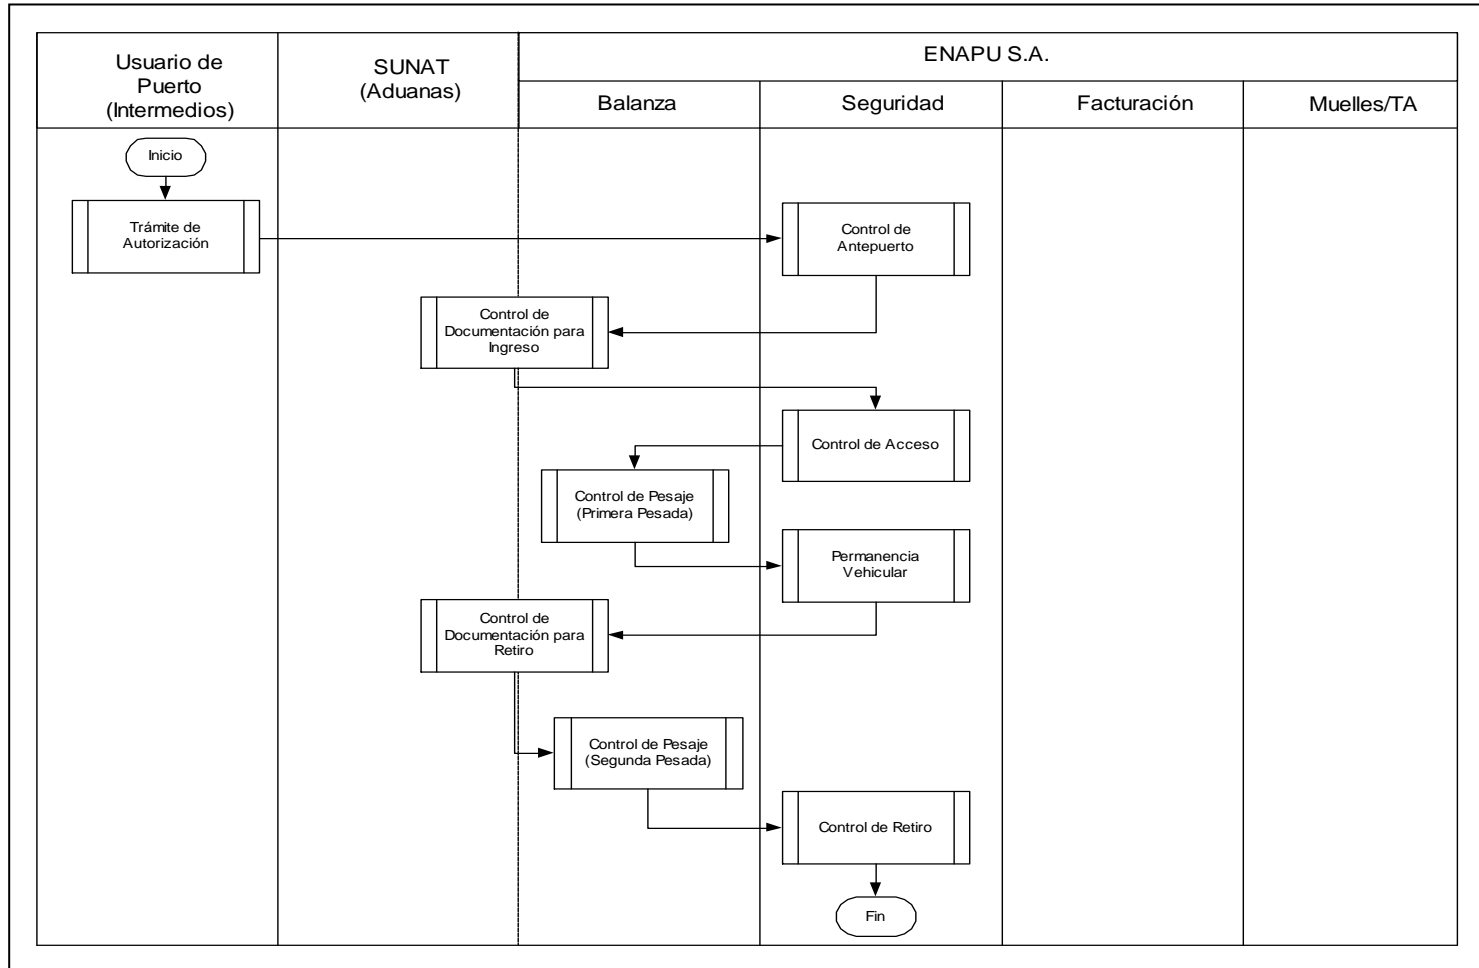 Usuario de
Puerto
(Intermedios)
SUNAT
(Aduanas)
ENAPU S.A.
Balanza
Seguridad
Facturación
Muelles/TA
Inicio
Trámite de
Autorización
Control de
Antepuerto
Control de
Documentación para
Ingreso
Control de Acceso
Control de Pesaje
(Primera Pesada)
Permanencia
Vehicular
Control de
Documentación para
Retiro
Control de Pesaje
(Segunda Pesada)
Control de Retiro
Fin